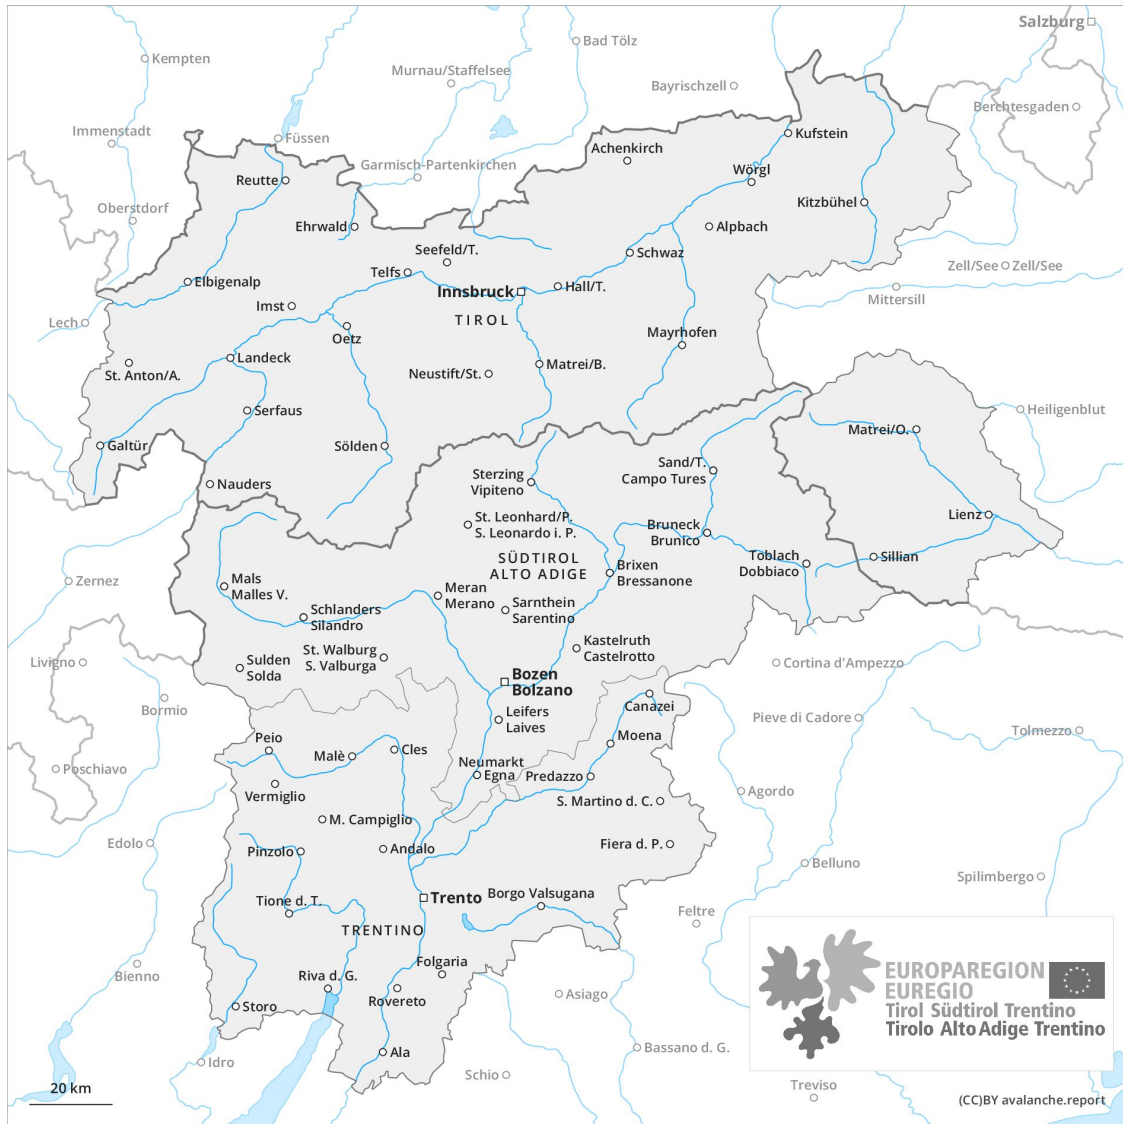 Salzburg
Bad Tölz
Kempten
Murnau/Staffelsee
Bayrischzell
Berchtesgaden
Immenstadt
Füssen
Kufstein
Achenkirch
Garmisch-Partenkirchen
Wörgl
Reutte
Kitzbühel
Oberstdorf
Ehrwald
Alpbach
Seefeld/T.
Schwaz
Zell/See
Zell/See
Telfs
Elbigenalp
Hall/T.
Innsbruck
Mittersill
Imst
TIROL
Lech
Oetz
Mayrhofen
Landeck
Matrei/B.
St. Anton/A.
Neustift/St.
Serfaus
Heiligenblut
Matrei/O.
Galtür
Sölden
Sand/T.
Campo Tures
Sterzing
Vipiteno
Nauders
Lienz
St. Leonhard/P.
S. Leonardo i. P.
Bruneck
Brunico
SÜDTIROL
ALTO ADIGE
Toblach
Dobbiaco
Sillian
Brixen
Bressanone
Zernez
Mals
Malles V.
Meran
Merano
Schlanders
Silandro
Sarnthein
Sarentino
Kastelruth
Castelrotto
St. Walburg
S. Valburga
Livigno
Sulden
Solda
Cortina d'Ampezzo
Bozen
Bolzano
Bormio
Canazei
Leifers
Laives
Pieve di Cadore
Tolmezzo
Moena
Peio
Malè
Cles
Neumarkt
Egna
Poschiavo
Predazzo
Vermiglio
Agordo
S. Martino d. C.
M. Campiglio
Edolo
Pinzolo
Andalo
Fiera d. P.
Belluno
Spilimbergo
Tione d. T.
Trento
Borgo Valsugana
Feltre
TRENTINO
Folgaria
Bienno
Riva d. G.
Rovereto
Asiago
Storo
EUROPAREGION
EUREGIO
Tirol Südtirol Trentino
Tirolo Alto Adige Trentino
Ala
Idro
Bassano d. G.
Schio
Treviso
20 km
(CC)BY avalanche.report